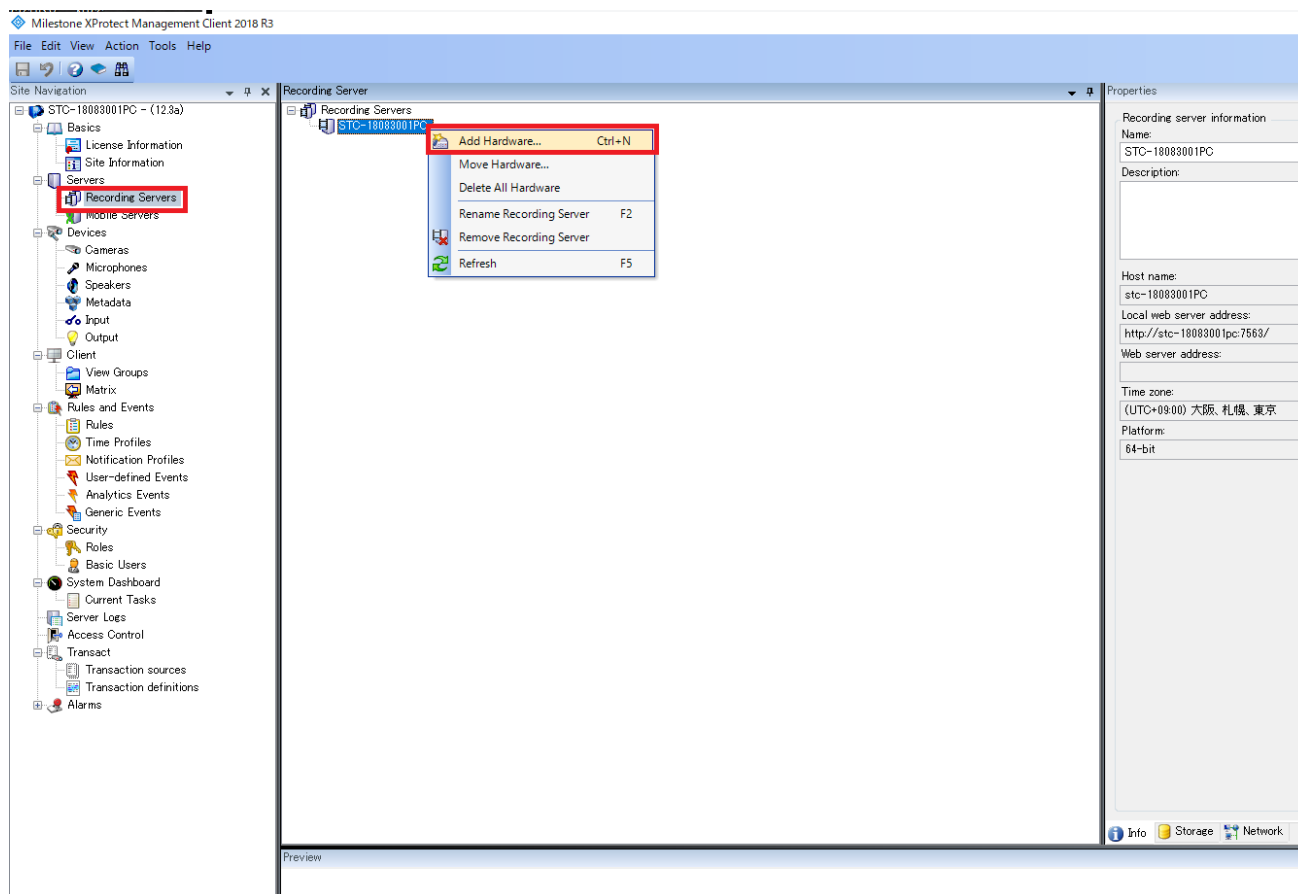 Milestone XProtect Management Client 2018 R3
File Edit View Action Tools Help
Site Navigation
STC-18083001PC - (12.3a)
Basics
License Information
Site Information
Servers
Recording Servers
Mobile Servers
Devices
Cameras
Microphones
Speakers
Metadata
Input
Output
Client
View Groups
Matrix
Rules and Events
Rules
Time Profiles
Notification Profiles
User-defined Events
Analytics Events
Generic Events
Security
Roles
Basic Users
System Dashboard
Current Tasks
Server Logs
Access Control
Transact
Transaction sources
Transaction definitions
Alarms
Recording Server
Recording Servers
STC-18083001PC
Add Hardware... Ctrl+N
Move Hardware...
Delete All Hardware
Rename Recording Server F2
Remove Recording Server
Refresh F5
Preview
Properties
Recording server information
Name:
STC-18083001PC
Description:
Host name:
stc-18083001PC
Local web server address:
http://stc-18083001pc:7563/
Web server address:
Time zone:
(UTC+09:00) 大阪、札幌、東京
Platform:
64-bit
Info Storage Network